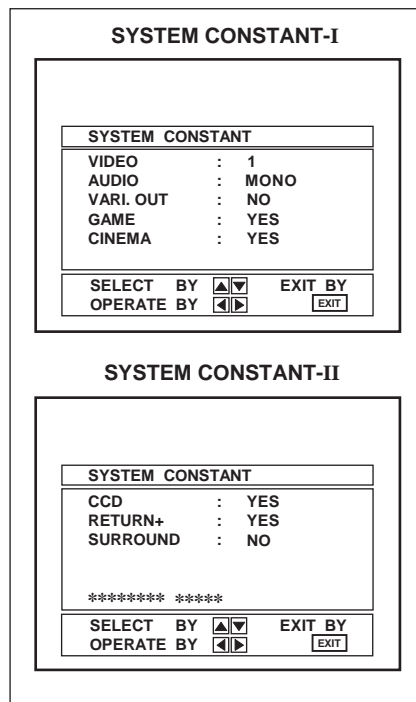 SYSTEM CONSTANT-I
SYSTEM CONSTANT
VIDEO : 1
AUDIO : MONO
VARI. OUT : NO
GAME : YES
CINEMA : YES
SELECT BY ▲▼ EXIT BY
OPERATE BY ◀▶ EXIT
SYSTEM CONSTANT-II
SYSTEM CONSTANT
CCD : YES
RETURN+ : YES
SURROUND : NO
******** *****
SELECT BY ▲▼ EXIT BY
OPERATE BY ◀▶ EXIT